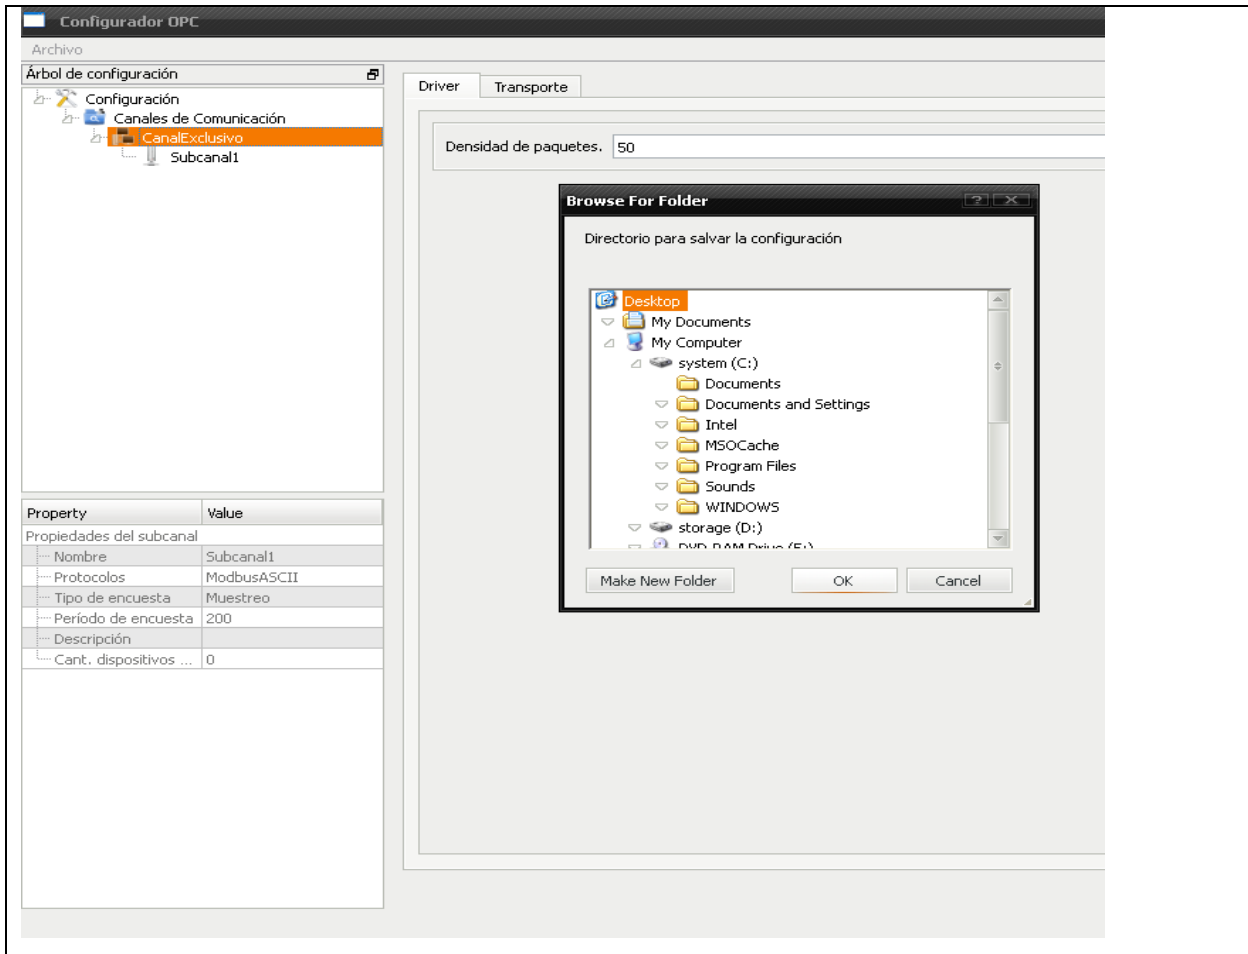 Configurador OPC
Archivo
Árbol de configuración
Configuración
Canales de Comunicación
CanalExclusivo
Subcanal1
Driver
Transporte
Densidad de paquetes. 50
Browse For Folder
Directorio para salvar la configuración
Desktop
My Documents
My Computer
system (C:)
Documents
Documents and Settings
Intel
MSOCache
Program Files
Sounds
WINDOWS
storage (D:)
DVD-RAM Drive (E:)
Make New Folder
OK
Cancel
Property Value
Propiedades del subcanal
Nombre Subcanal1
Protocolos ModbusASCII
Tipo de encuesta Muestreo
Período de encuesta 200
Descripción
Cant. dispositivos ... 0